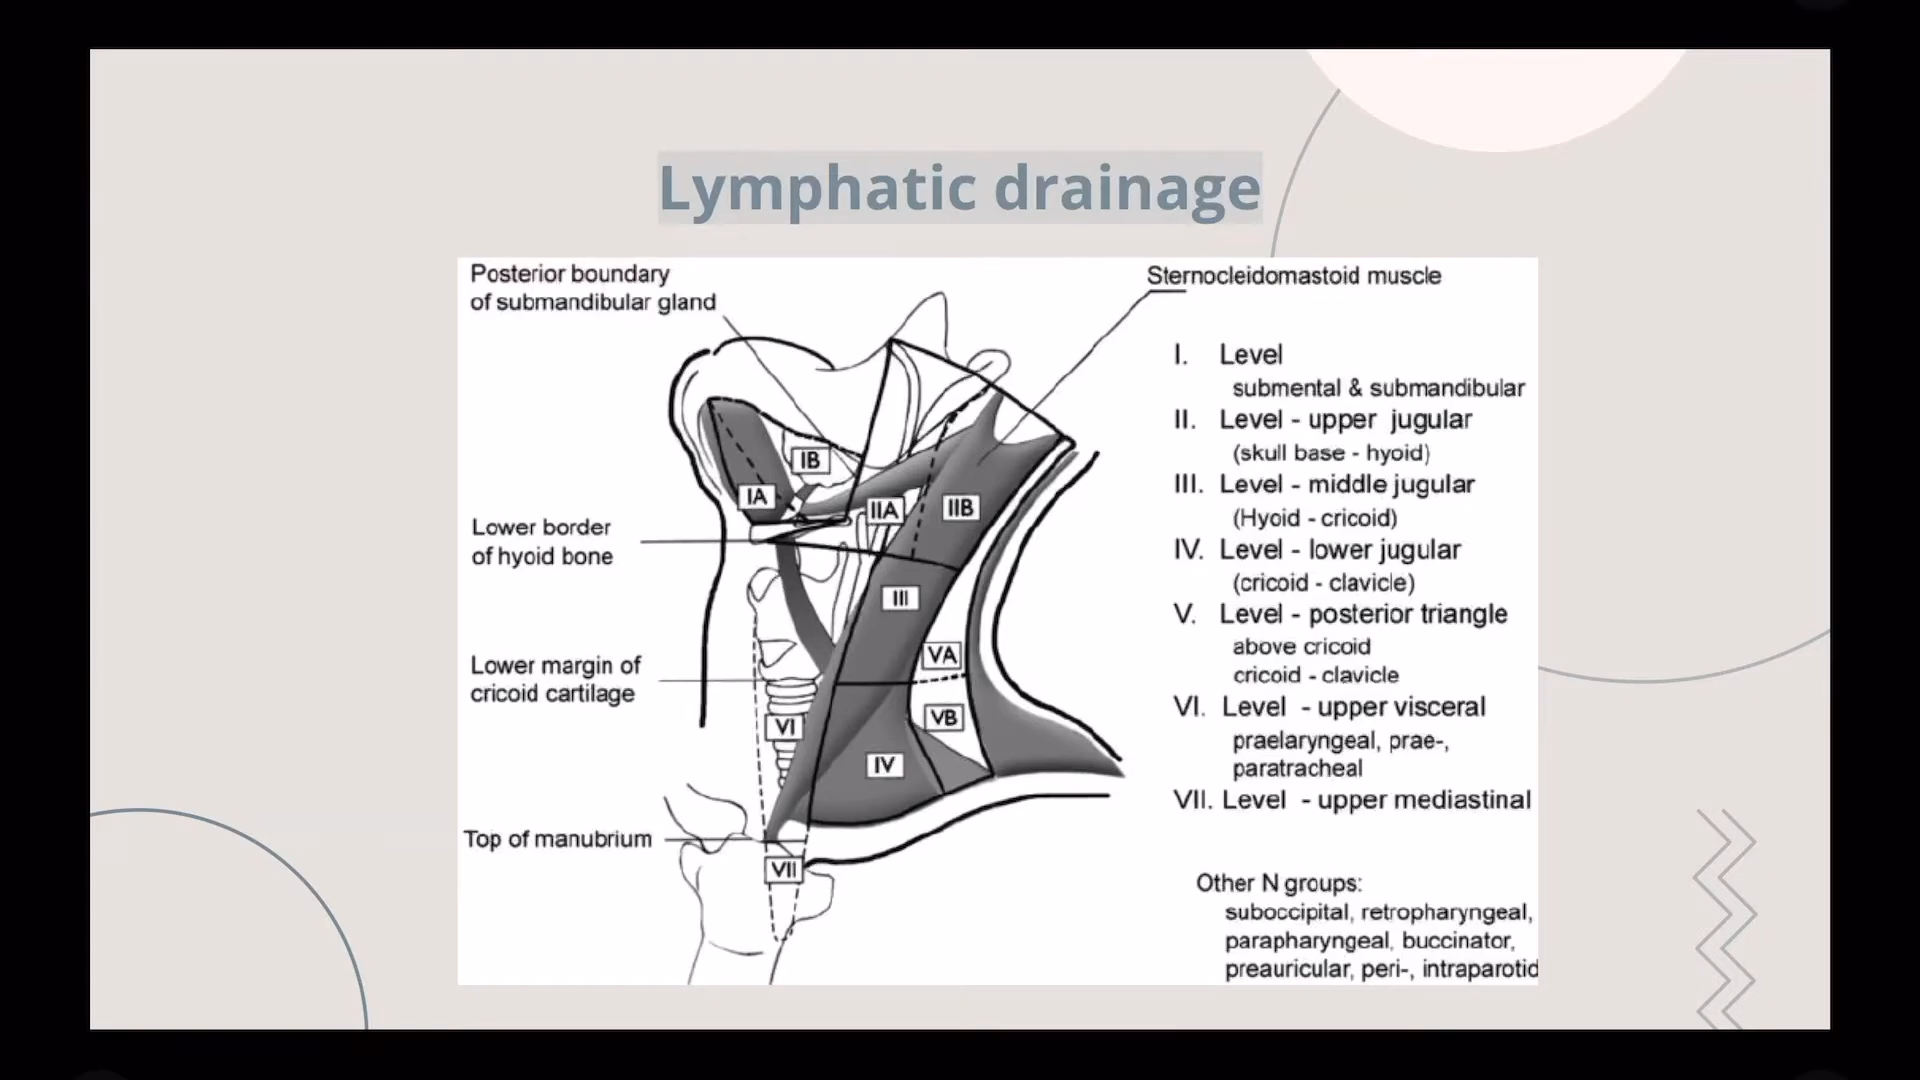 Lymphatic drainage
Posterior boundary
of submandibular gland
Sternocleidomastoid muscle
IB
IA
IIA
IIB
Lower border
of hyoid bone
III
Lower margin of
cricoid cartilage
VA
VI
VB
IV
Top of manubrium
VII
I. Level
submental & submandibular
II. Level - upper jugular
(skull base - hyoid)
III. Level - middle jugular
(Hyoid - cricoid)
IV. Level - lower jugular
(cricoid - clavicle)
V. Level - posterior triangle
above cricoid
cricoid - clavicle
VI. Level - upper visceral
praelaryngeal, prae-,
paratracheal
VII. Level - upper mediastinal
Other N groups:
suboccipital, retropharyngeal,
parapharyngeal, buccinator,
preauricular, peri-, intraparotid